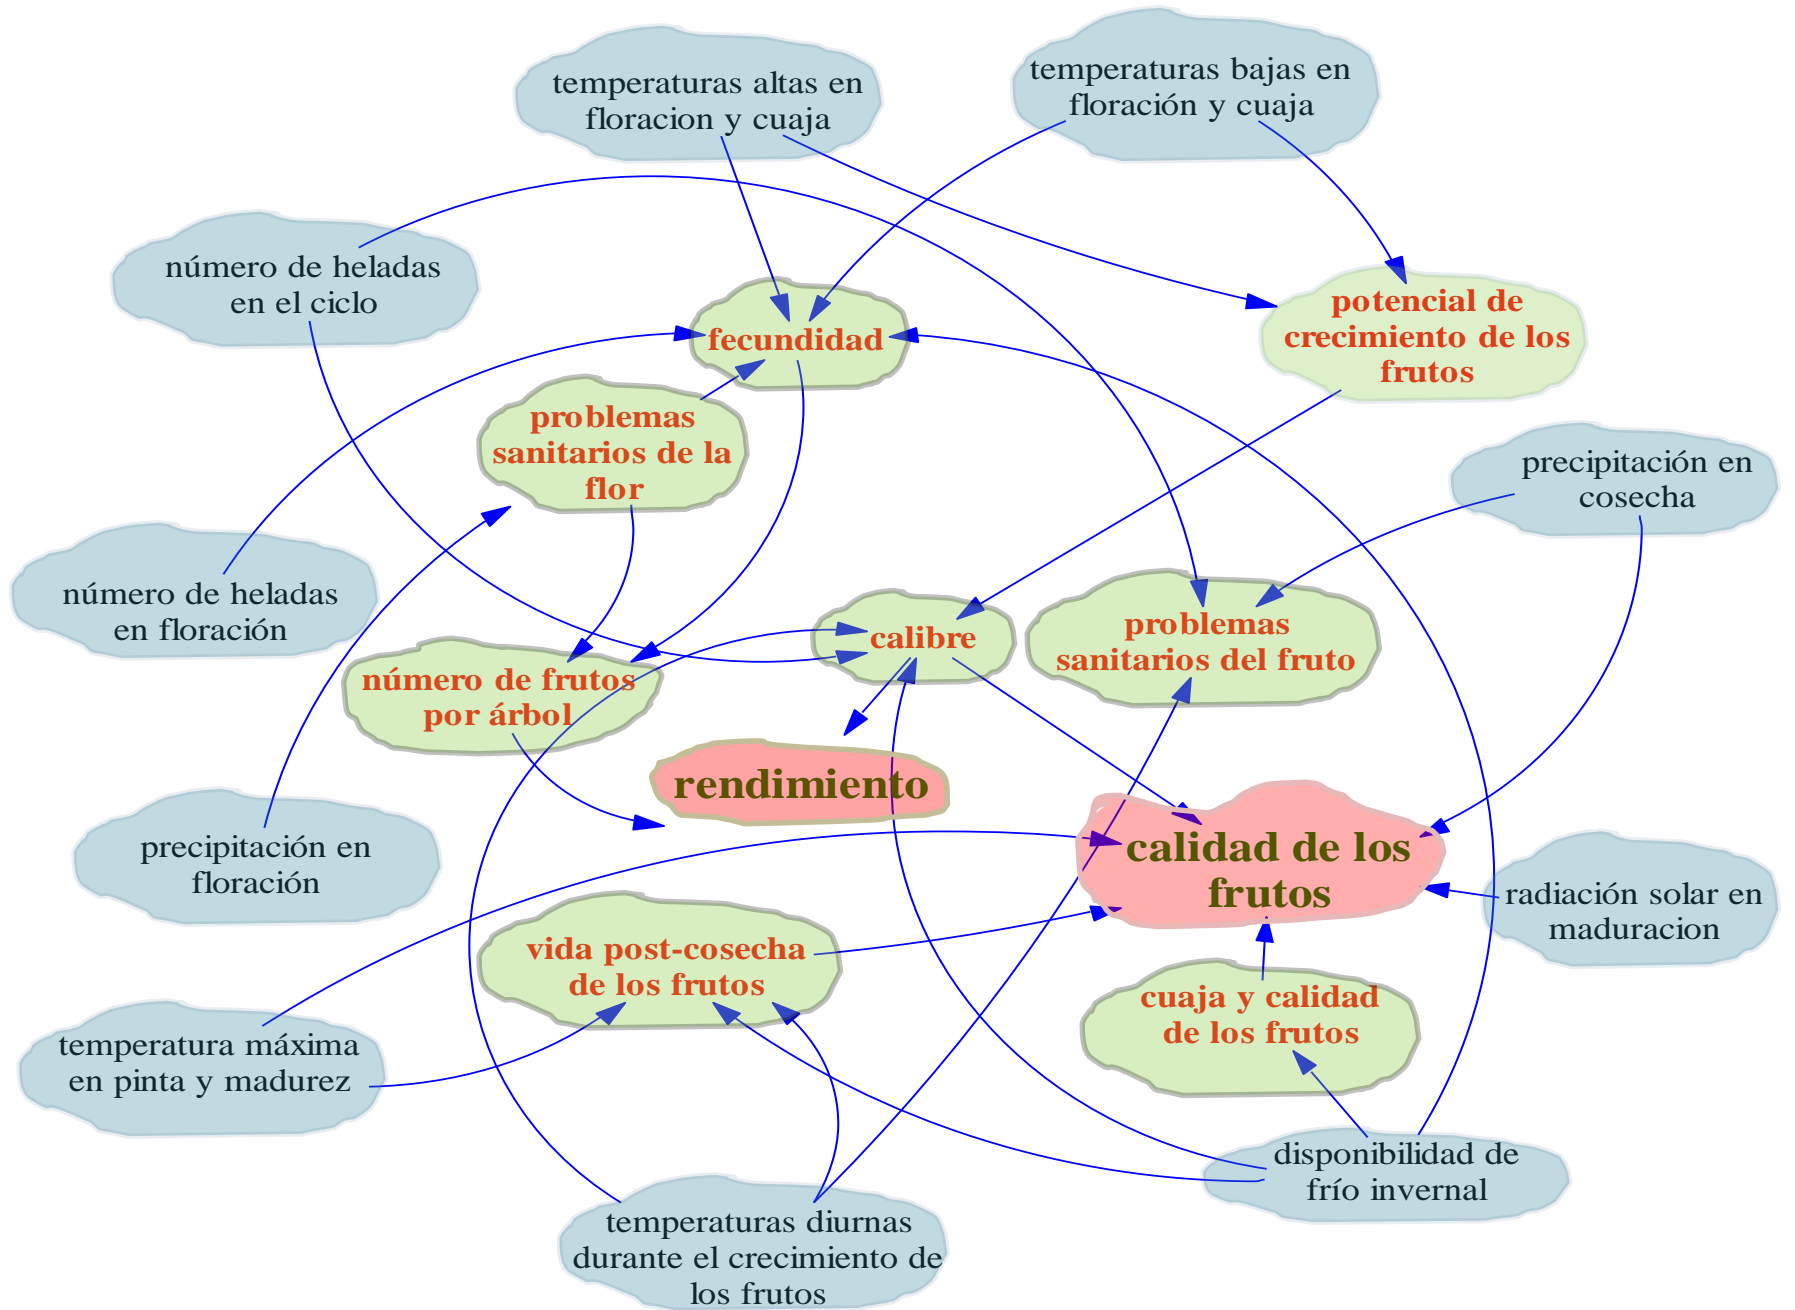 temperaturas altas en
floracion y cuaja
temperaturas bajas en
floración y cuaja
número de heladas
en el ciclo
fecundidad
potencial de
crecimiento de los
frutos
problemas
sanitarios de la
flor
precipitación en
cosecha
número de heladas
en floración
calibre
problemas
sanitarios del fruto
número de frutos
por árbol
rendimiento
calidad de los
frutos
precipitación en
floración
radiación solar en
maduracion
vida post-cosecha
de los frutos
cuaja y calidad
de los frutos
temperatura máxima
en pinta y madurez
disponibilidad de
frío invernal
temperaturas diurnas
durante el crecimiento de
los frutos